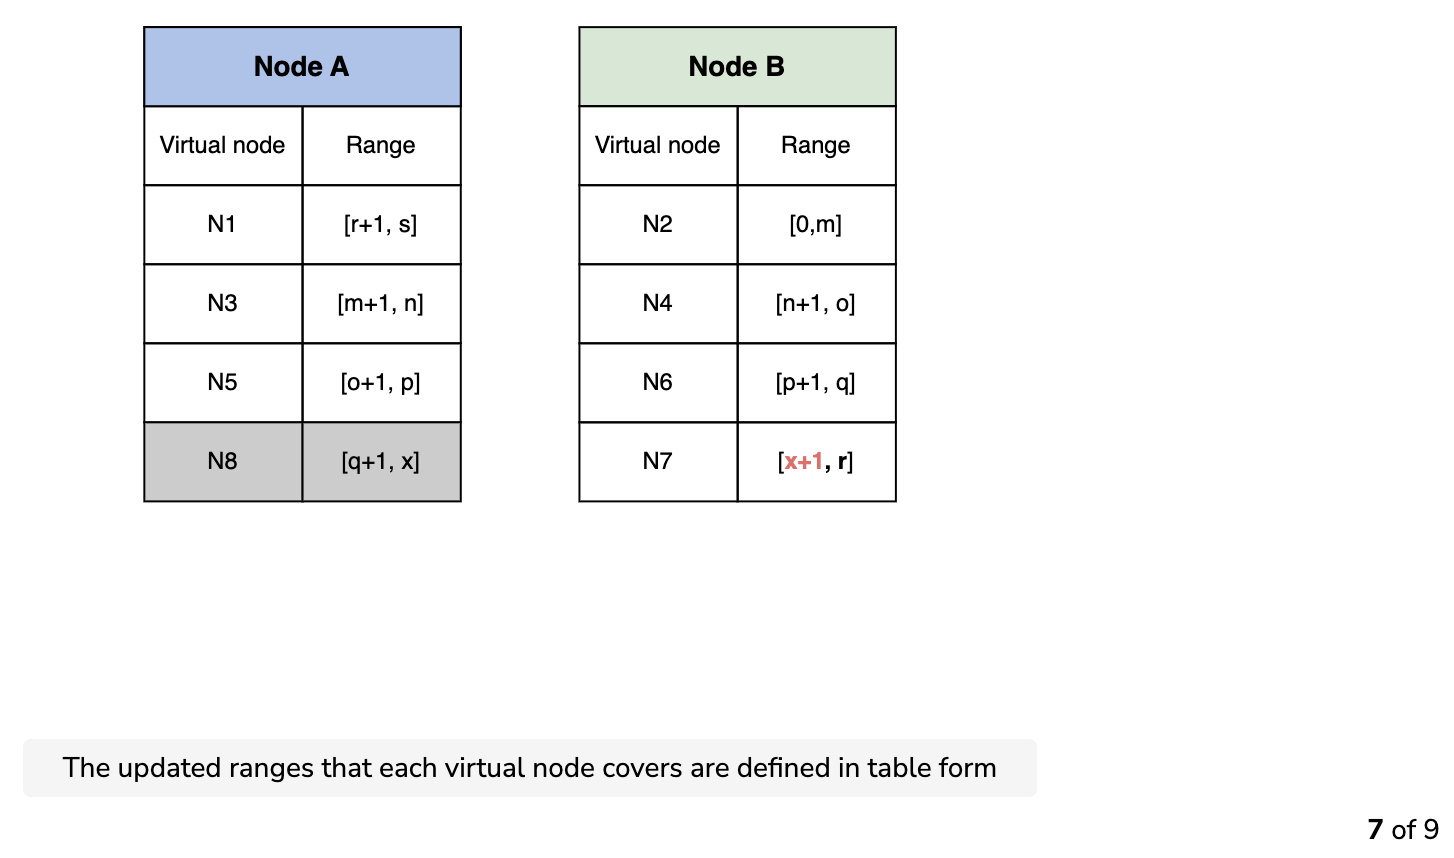 Node A
Virtual node Range
N1 [r+1, s]
N3 [m+1, n]
N5 [o+1, p]
N8 [q+1, x]
Node B
Virtual node Range
N2 [0,m]
N4 [n+1, o]
N6 [p+1, q]
N7 [x+1, r]
The updated ranges that each virtual node covers are defined in table form
7 of 9